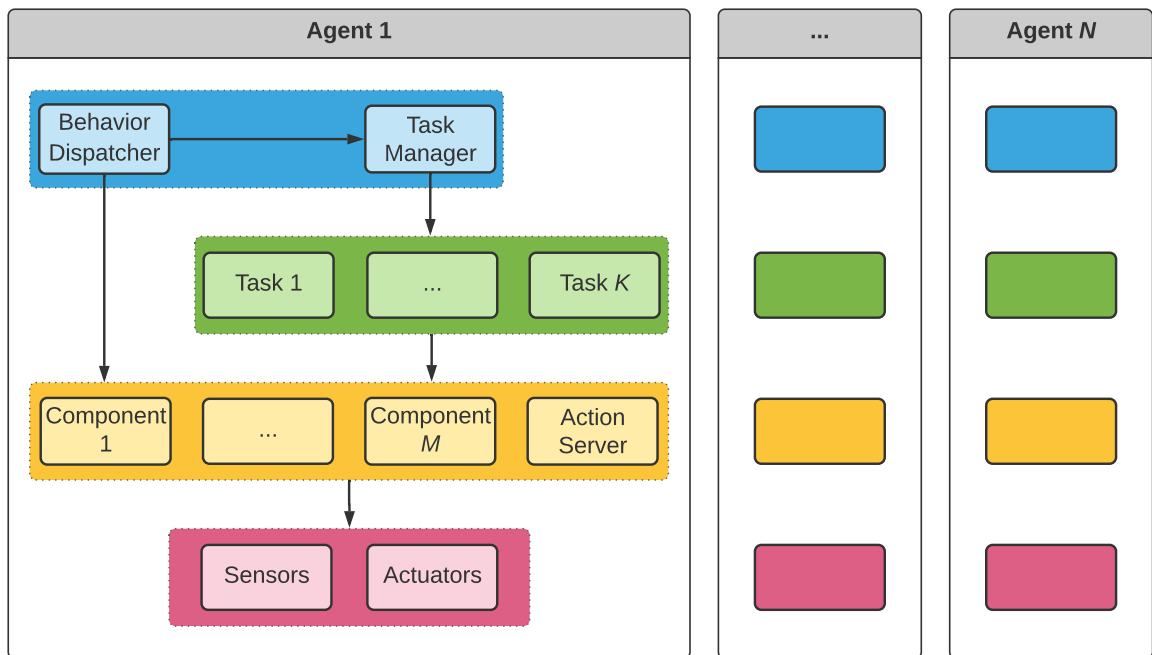 Agent 1
...
Agent N
Behavior
Dispatcher
Task
Manager
Task 1
...
Task K
Component
1
...
Component
M
Action
Server
Sensors
Actuators